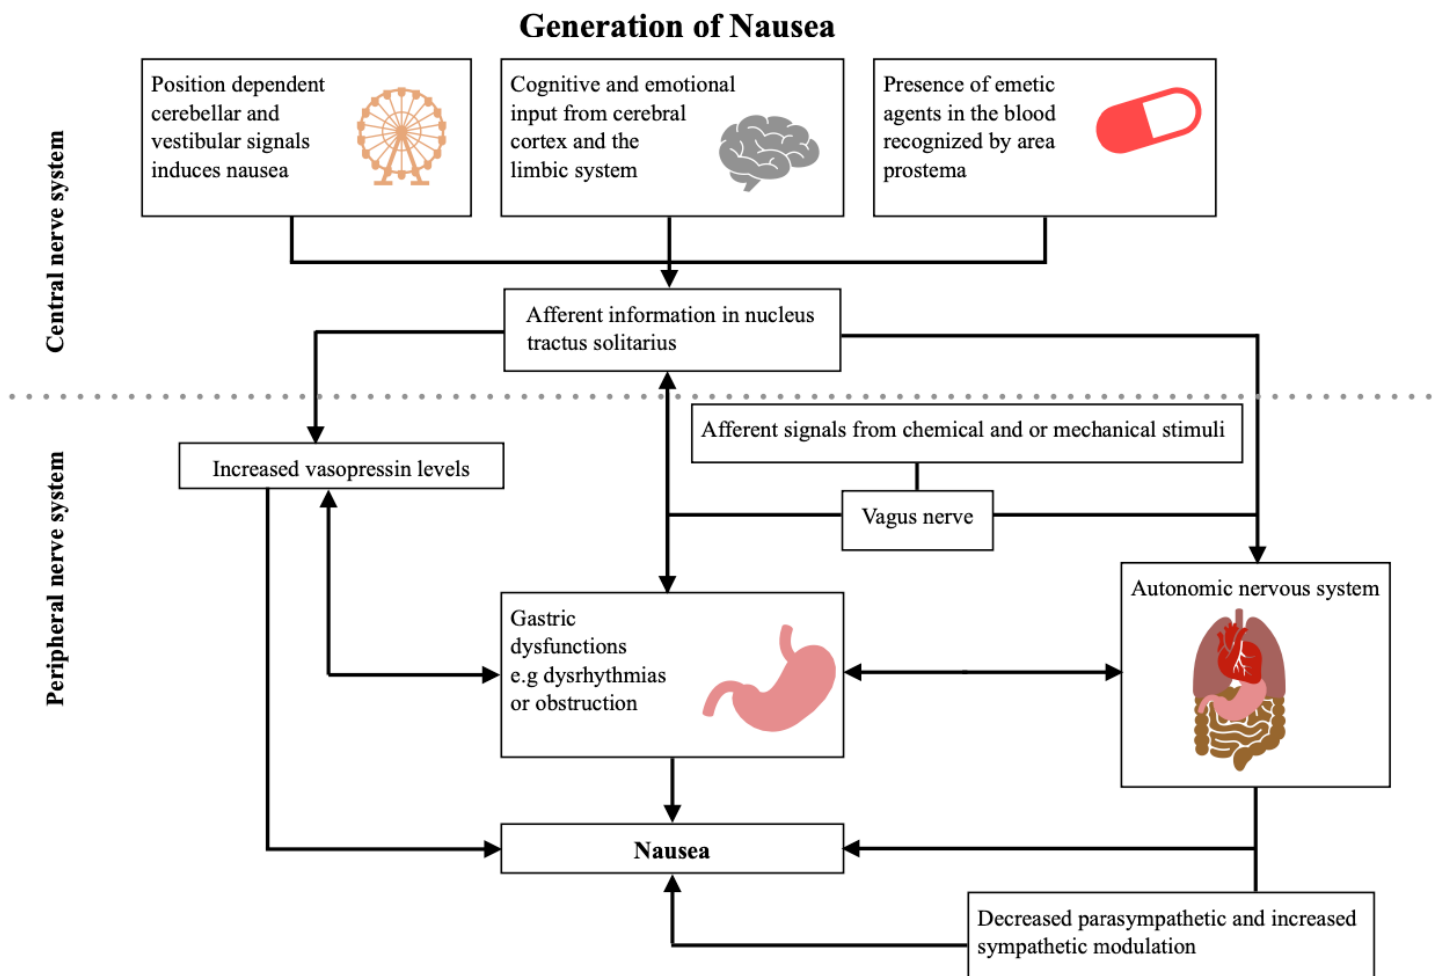 Generation of Nausea
Central nerve system
Position dependent
cerebellar and
vestibular signals
induces nausea
Cognitive and emotional
input from cerebral
cortex and the
limbic system
Presence of emetic
agents in the blood
recognized by area
prostema
Afferent information in nucleus
tractus solitarius
Peripheral nerve system
Afferent signals from chemical and or mechanical stimuli
Increased vasopressin levels
Vagus nerve
Gastric
dysfunctions
e.g dysrhythmias
or obstruction
Autonomic nervous system
Nausea
Decreased parasympathetic and increased
sympathetic modulation